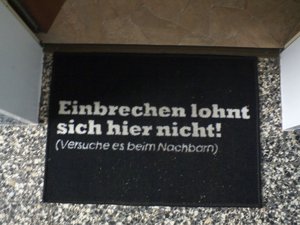 Einbrechen lohnt
sich hier nicht!
(Versuche es beim Nachbarn)